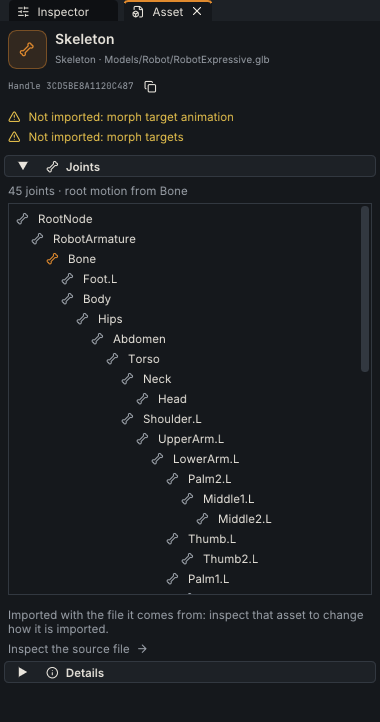 Inspector
Asset
Skeleton
Skeleton · Models/Robot/RobotExpressive.glb
Handle 3CD5BE8A1120C487
Not imported: morph target animation
Not imported: morph targets
Joints
45 joints · root motion from Bone
RootNode
RobotArmature
Bone
Foot.L
Body
Hips
Abdomen
Torso
Neck
Head
Shoulder.L
UpperArm.L
LowerArm.L
Palm2.L
Middle1.L
Middle2.L
Thumb.L
Thumb2.L
Palm1.L
Imported with the file it comes from: inspect that asset to change
how it is imported.
Inspect the source file →
Details